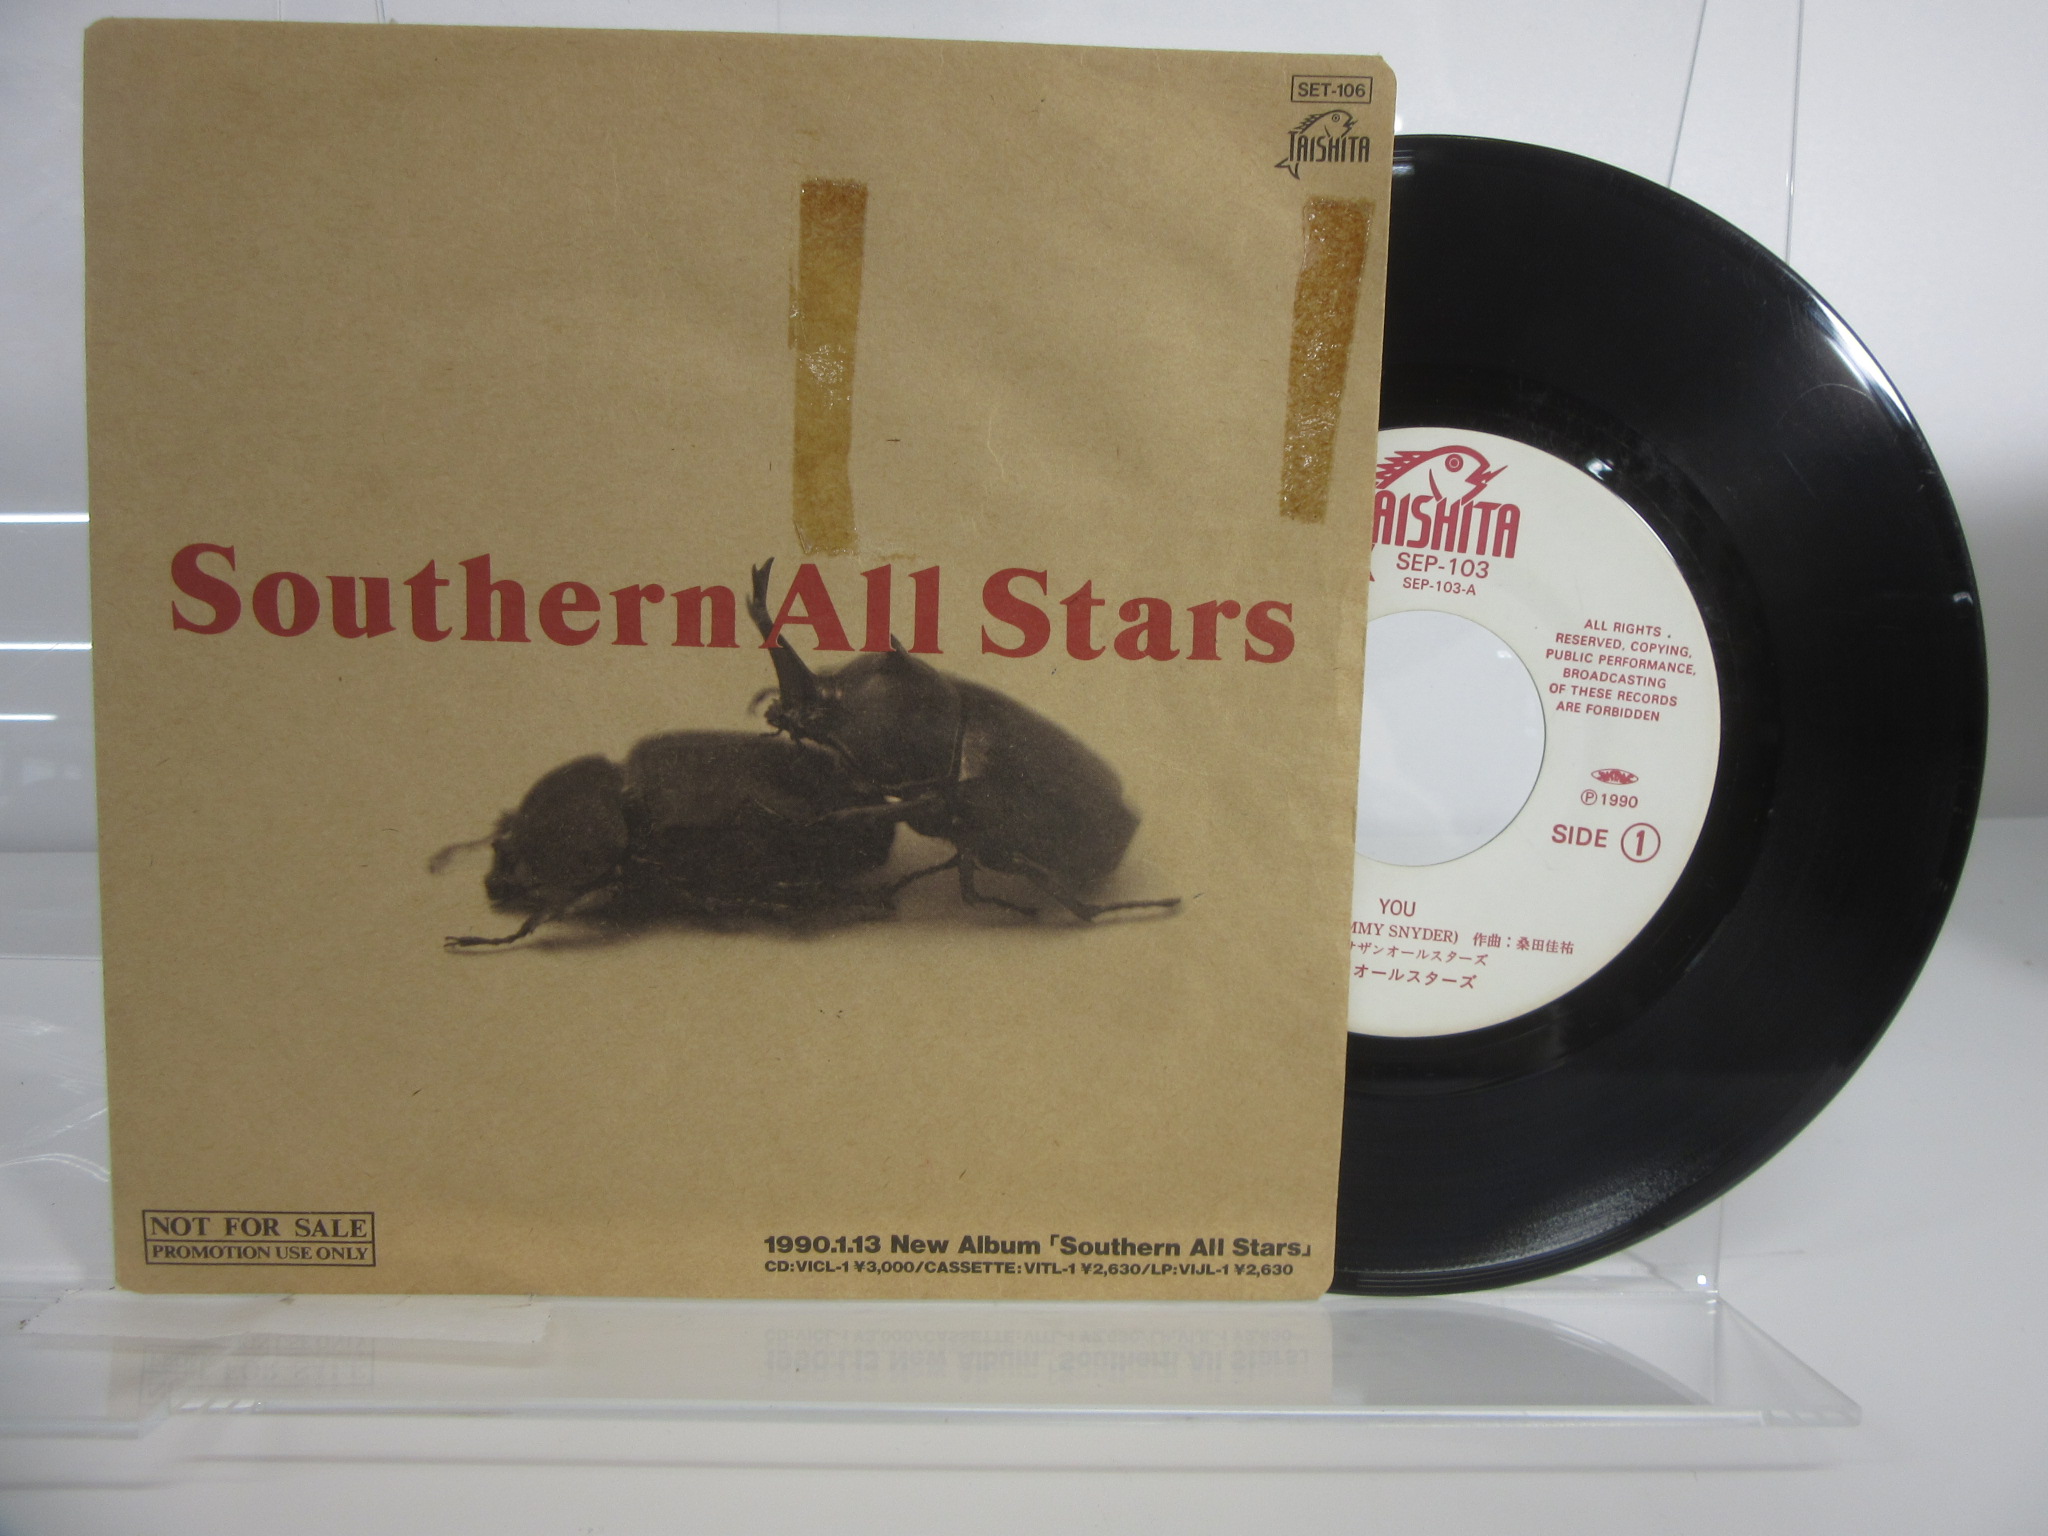 SET-106
TAISHITA
Southern All Stars
NOT FOR SALE
PROMOTION USE ONLY
1990.1.13 New Album「Southern All Stars」
CD:VICL-1 ¥3,000/CASSETTE:VITL-1 ¥2,630/LP:VIJL-1 ¥2,630
AISHITA
SEP-103
SEP-103-A
ALL RIGHTS .
RESERVED, COPYING,
PUBLIC PERFORMANCE,
BROADCASTING
OF THESE RECORDS
ARE FORBIDDEN
Ⓟ1990
SIDE ①
YOU
MMY SNYDER) 作曲：桑田佳祐
サザンオールスターズ
オールスターズ